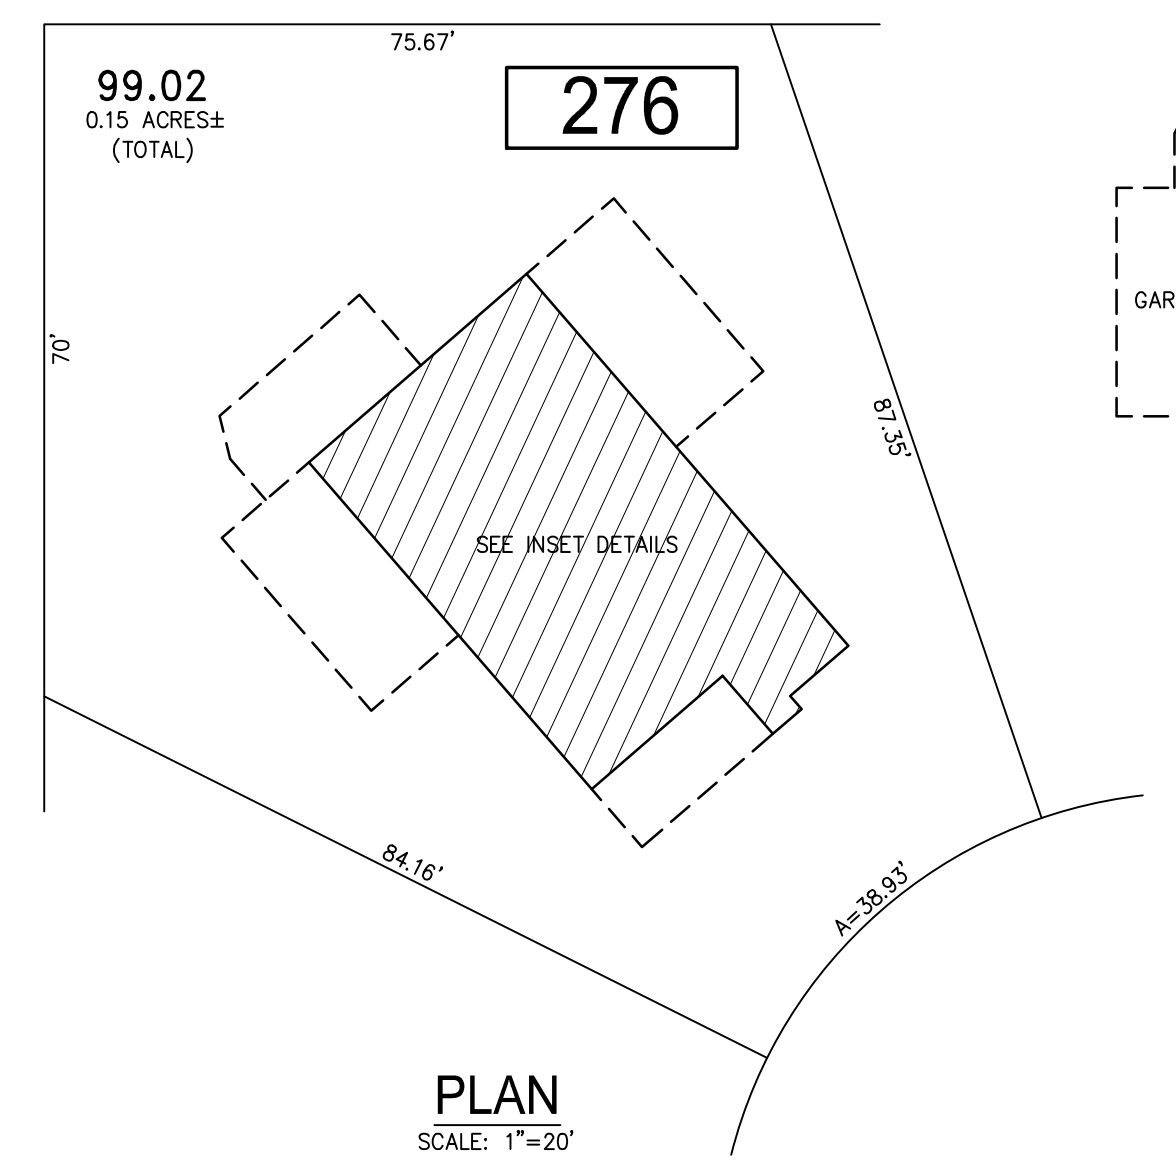 75.67'
99.02
0.15 ACRES±
(TOTAL)
276
70'
GAR
87.35'
SEE INSET DETAILS
84.16'
A=38.93'
PLAN
SCALE: 1"=20'